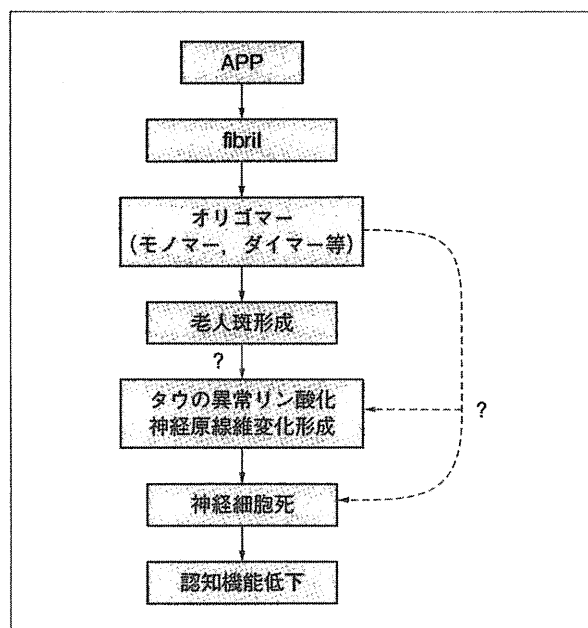 APP
fibril
オリゴマー
(モノマー，ダイマー等)
老人斑形成
?
タウの異常リン酸化
神経原線維変化形成
?
神経細胞死
認知機能低下